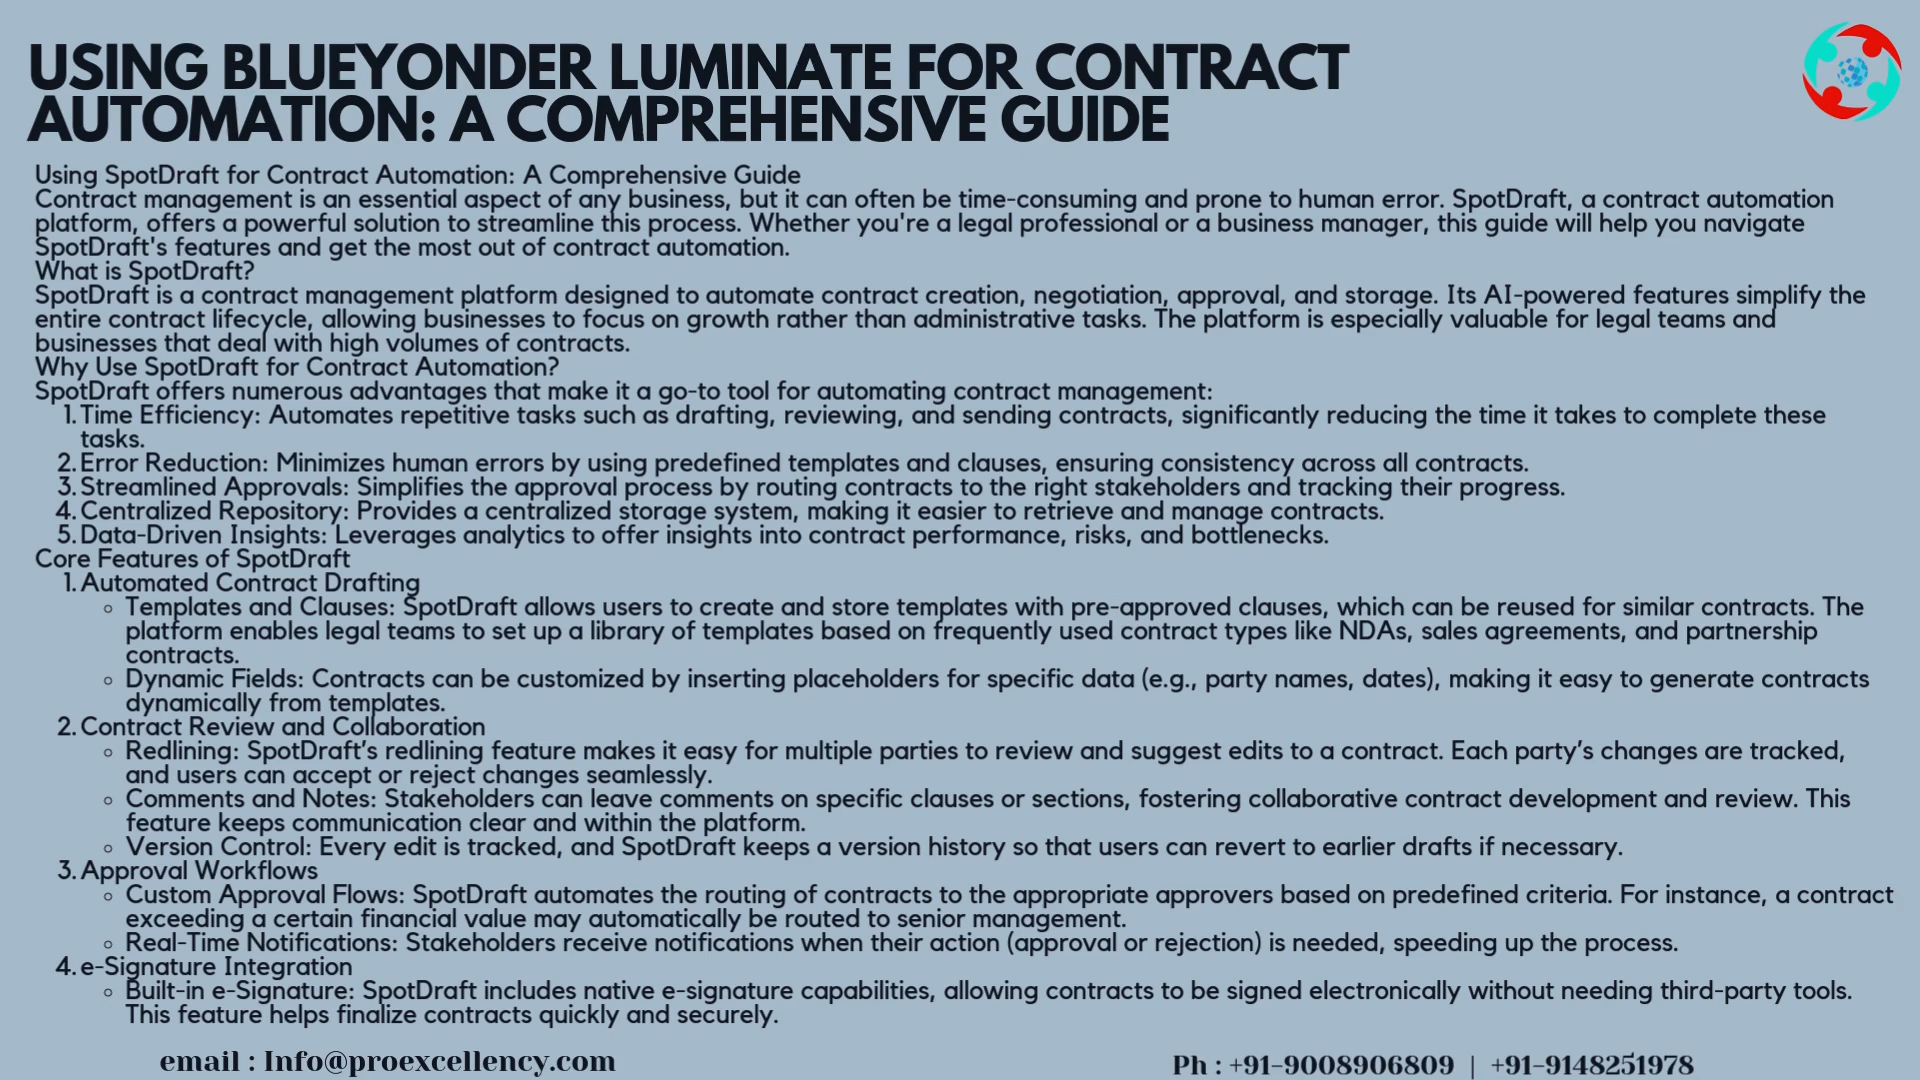 USING BLUEYONDER LUMINATE FOR CONTRACT
AUTOMATION: A COMPREHENSIVE GUIDE
Using SpotDraft for Contract Automation: A Comprehensive Guide
Contract management is an essential aspect of any business, but it can often be time-consuming and prone to human error. SpotDraft, a contract automation
platform, offers a powerful solution to streamline this process. Whether you're a legal professional or a business manager, this guide will help you navigate
SpotDraft's features and get the most out of contract automation.
What is SpotDraft?
SpotDraft is a contract management platform designed to automate contract creation, negotiation, approval, and storage. Its AI-powered features simplify the
entire contract lifecycle, allowing businesses to focus on growth rather than administrative tasks. The platform is especially valuable for legal teams and
businesses that deal with high volumes of contracts.
Why Use SpotDraft for Contract Automation?
SpotDraft offers numerous advantages that make it a go-to tool for automating contract management:
1. Time Efficiency: Automates repetitive tasks such as drafting, reviewing, and sending contracts, significantly reducing the time it takes to complete these
tasks.
2. Error Reduction: Minimizes human errors by using predefined templates and clauses, ensuring consistency across all contracts.
3. Streamlined Approvals: Simplifies the approval process by routing contracts to the right stakeholders and tracking their progress.
4. Centralized Repository: Provides a centralized storage system, making it easier to retrieve and manage contracts.
5. Data-Driven Insights: Leverages analytics to offer insights into contract performance, risks, and bottlenecks.
Core Features of SpotDraft
1. Automated Contract Drafting
◦ Templates and Clauses: SpotDraft allows users to create and store templates with pre-approved clauses, which can be reused for similar contracts. The
platform enables legal teams to set up a library of templates based on frequently used contract types like NDAs, sales agreements, and partnership
contracts.
◦ Dynamic Fields: Contracts can be customized by inserting placeholders for specific data (e.g., party names, dates), making it easy to generate contracts
dynamically from templates.
2. Contract Review and Collaboration
◦ Redlining: SpotDraft’s redlining feature makes it easy for multiple parties to review and suggest edits to a contract. Each party’s changes are tracked,
and users can accept or reject changes seamlessly.
◦ Comments and Notes: Stakeholders can leave comments on specific clauses or sections, fostering collaborative contract development and review. This
feature keeps communication clear and within the platform.
◦ Version Control: Every edit is tracked, and SpotDraft keeps a version history so that users can revert to earlier drafts if necessary.
3. Approval Workflows
◦ Custom Approval Flows: SpotDraft automates the routing of contracts to the appropriate approvers based on predefined criteria. For instance, a contract
exceeding a certain financial value may automatically be routed to senior management.
◦ Real-Time Notifications: Stakeholders receive notifications when their action (approval or rejection) is needed, speeding up the process.
4. e-Signature Integration
◦ Built-in e-Signature: SpotDraft includes native e-signature capabilities, allowing contracts to be signed electronically without needing third-party tools.
This feature helps finalize contracts quickly and securely.
email : Info@proexcellency.com
Ph : +91-9008906809 | +91-9148251978